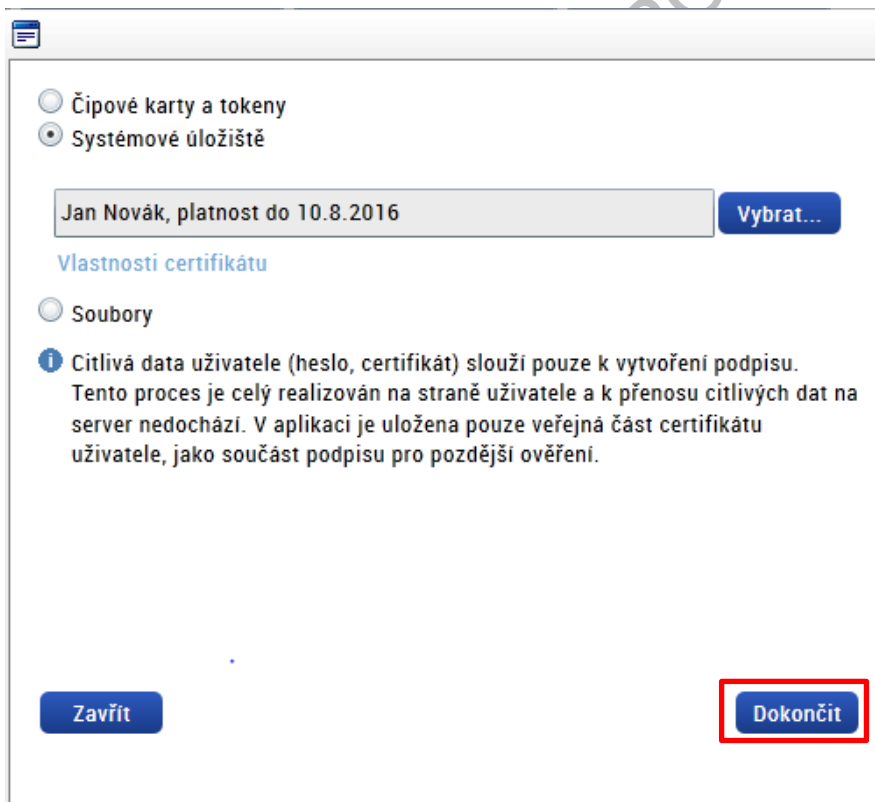 Čipové karty a tokeny
Systémové úložiště
Jan Novák, platnost do 10.8.2016
Vybrat...
Vlastnosti certifikátu
Soubory
Citlivá data uživatele (heslo, certifikát) slouží pouze k vytvoření podpisu.
Tento proces je celý realizován na straně uživatele a k přenosu citlivých dat na
server nedochází. V aplikaci je uložena pouze veřejná část certifikátu
uživatele, jako součást podpisu pro pozdější ověření.
Zavřít
Dokončit